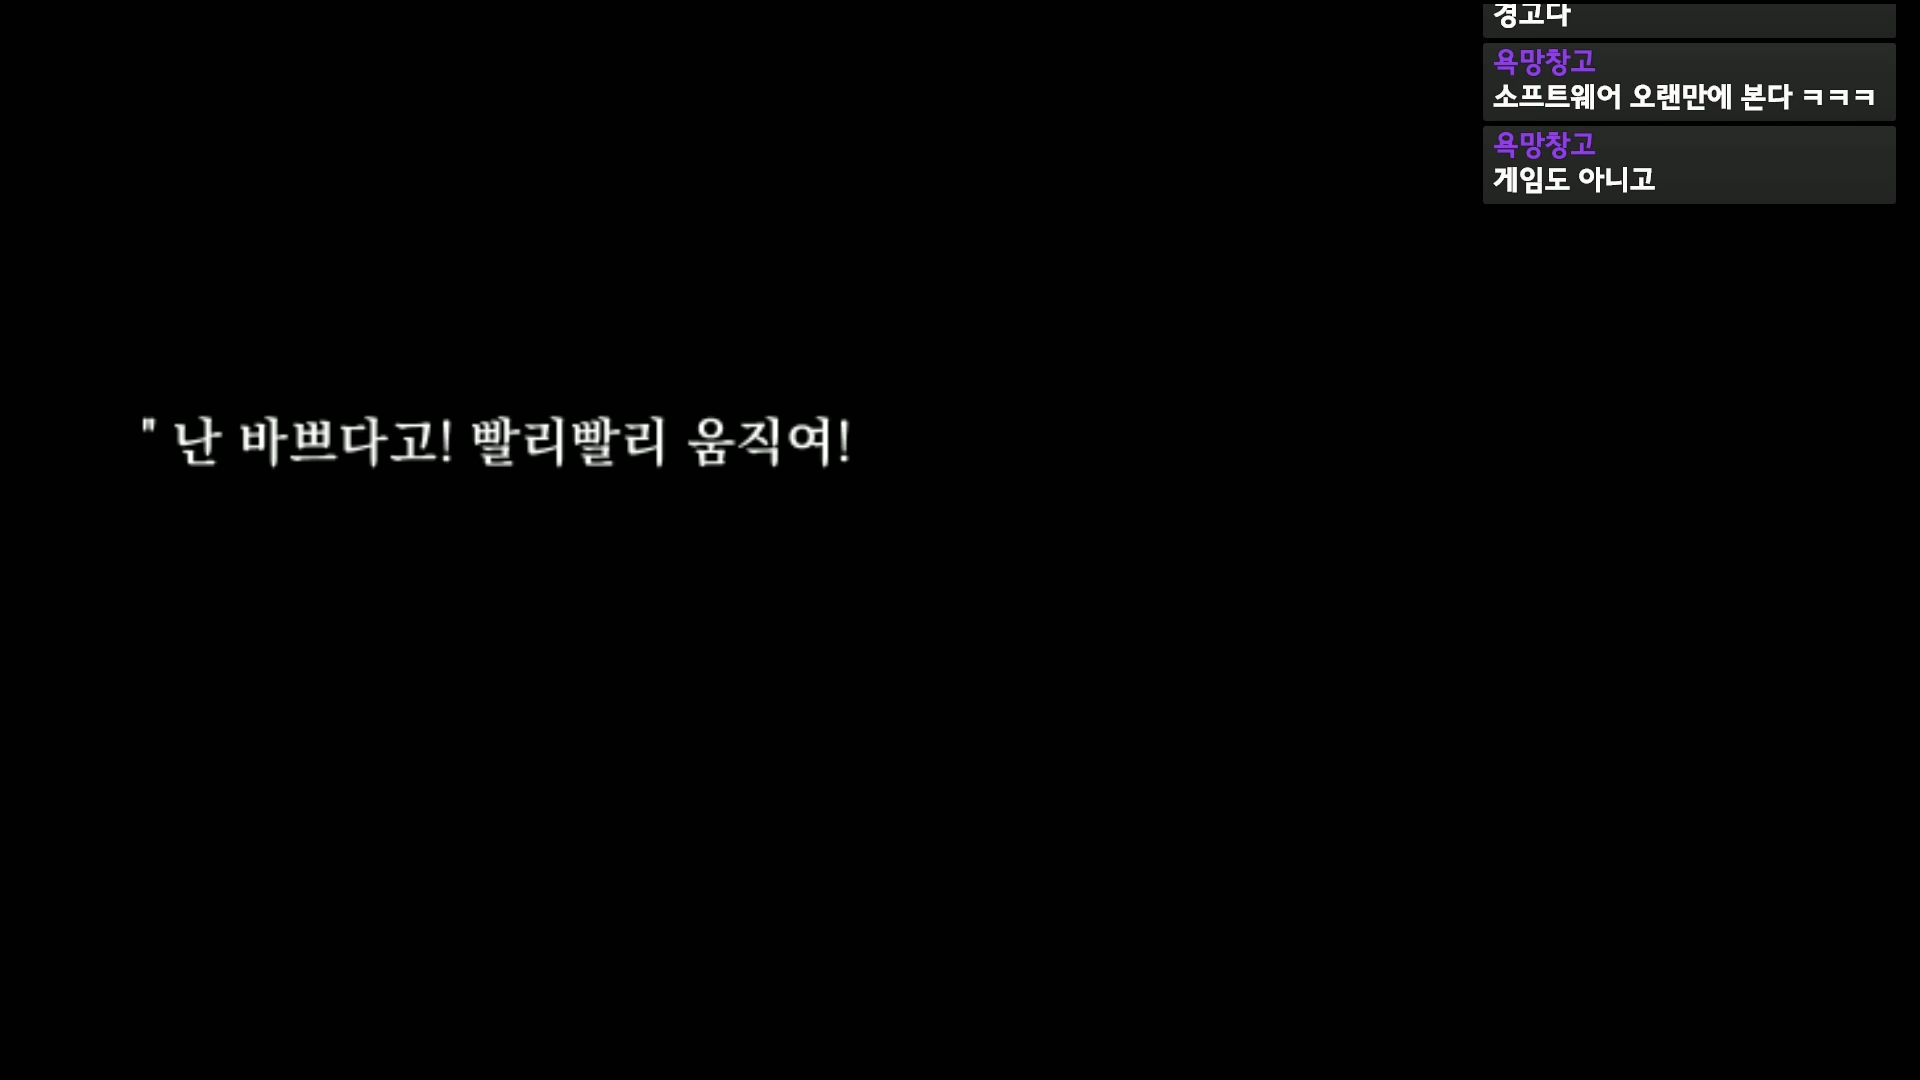 경고다
욕망창고
소프트웨어 오랜만에 본다 ㅋㅋㅋ
욕망창고
게임도 아니고
" 난 바쁘다고! 빨리빨리 움직여!